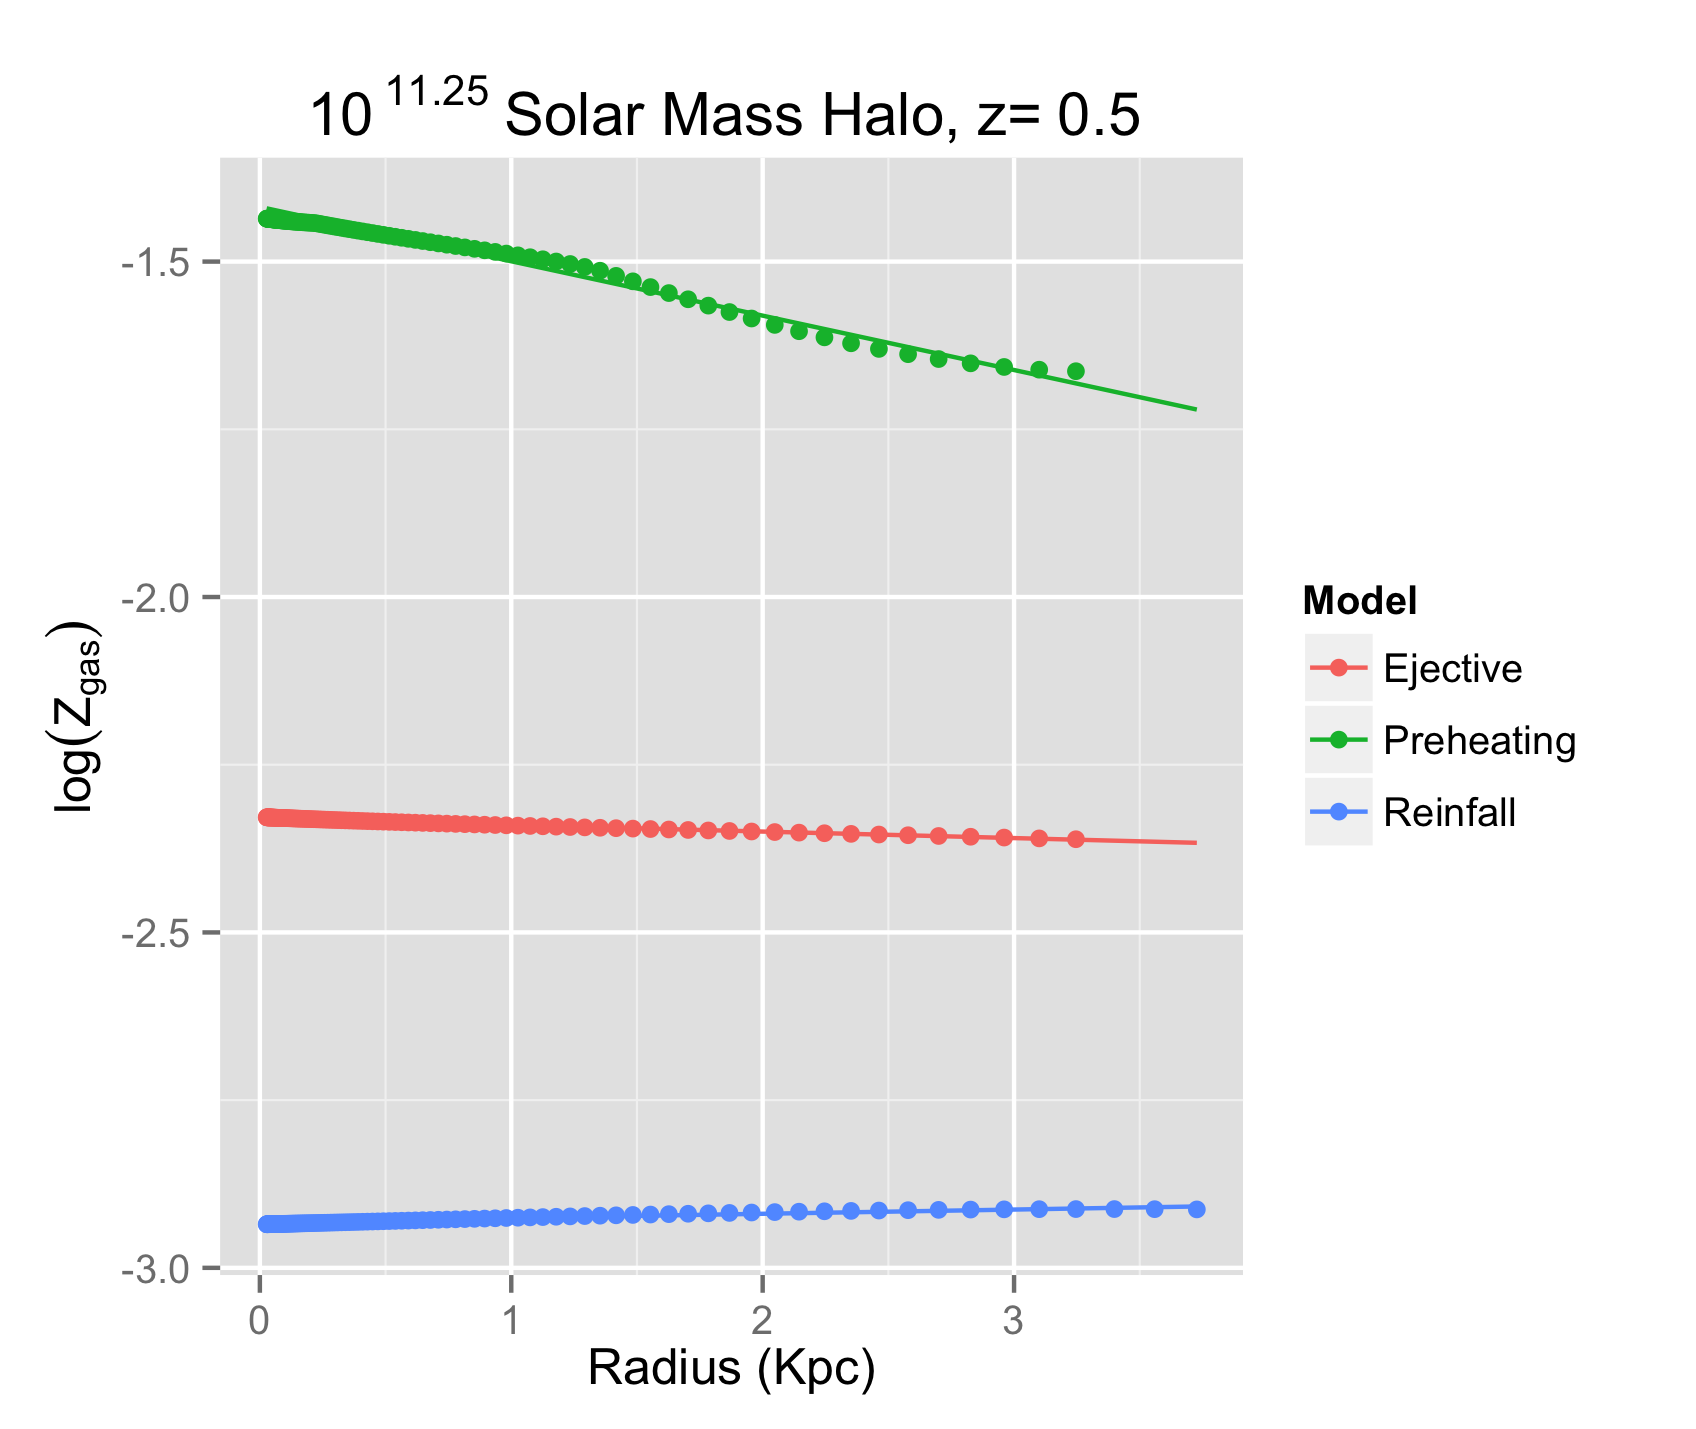 10^11.25 Solar Mass Halo, z= 0.5
log(Z_gas)
-1.5
-2.0
-2.5
-3.0
0 1 2 3
Radius (Kpc)
Model
Ejective
Preheating
Reinfall